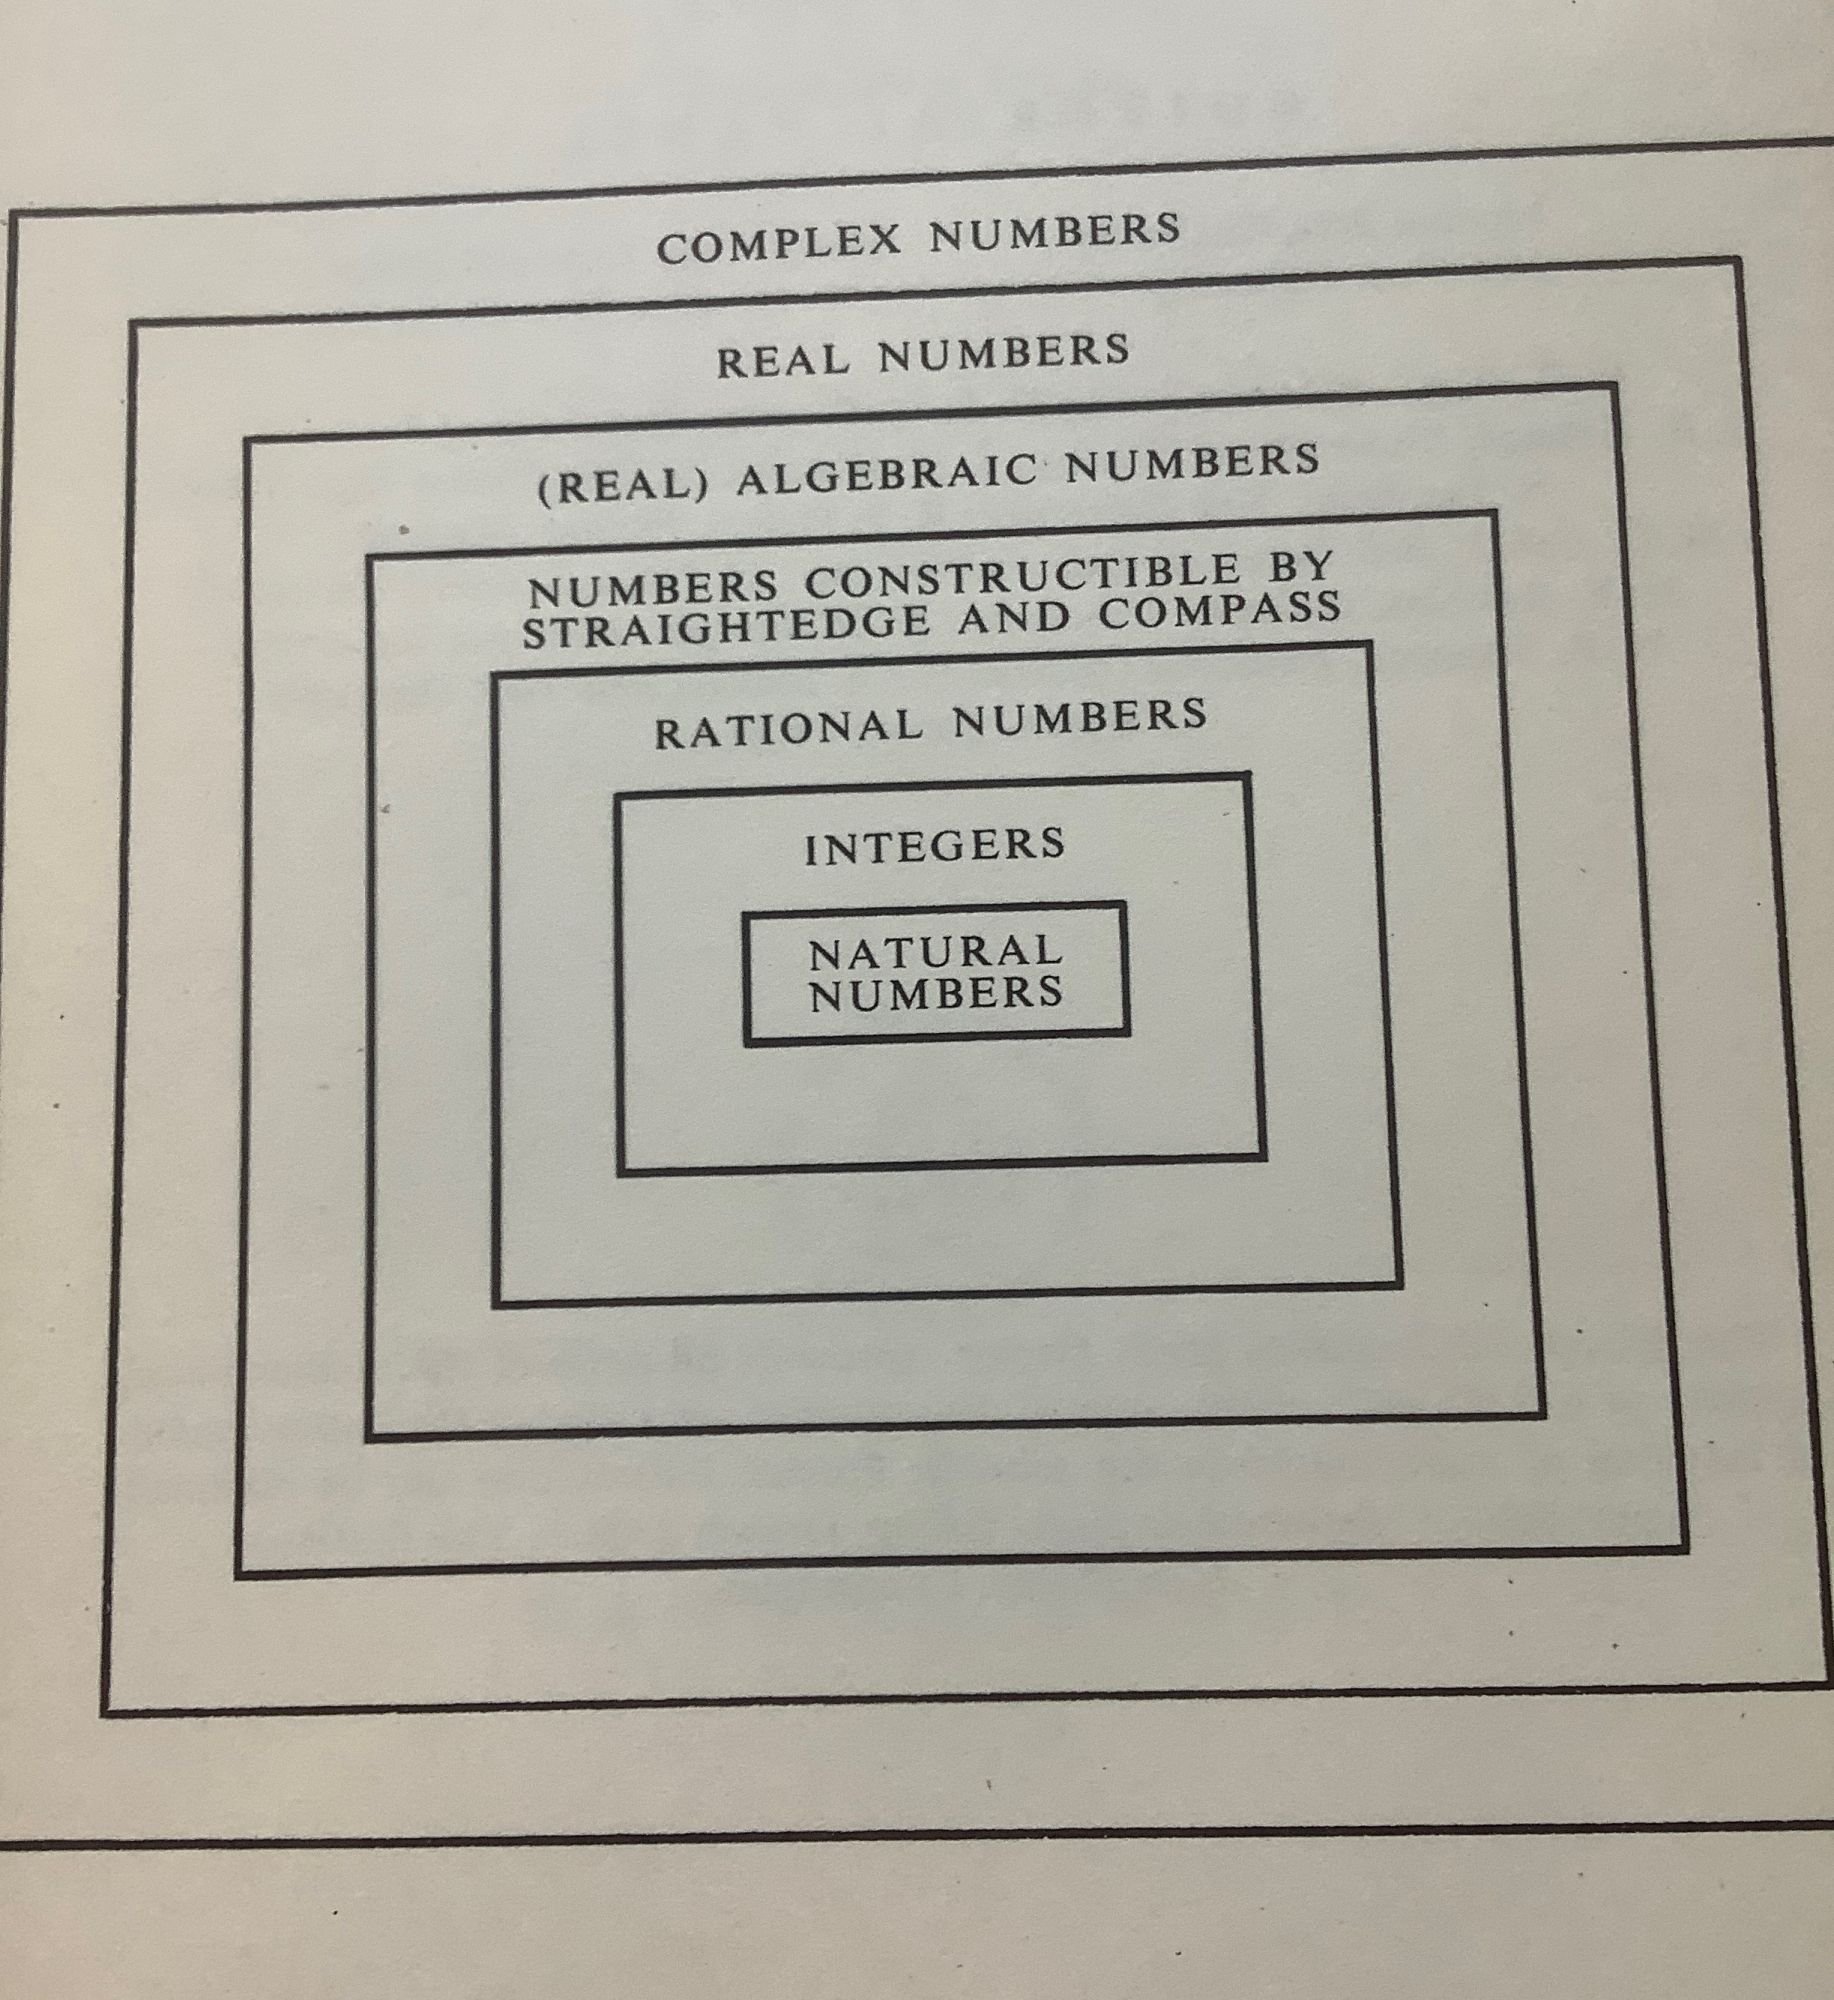 COMPLEX NUMBERS
REAL NUMBERS
(REAL) ALGEBRAIC NUMBERS
NUMBERS CONSTRUCTIBLE BY
STRAIGHTEDGE AND COMPASS
RATIONAL NUMBERS
INTEGERS
NATURAL
NUMBERS